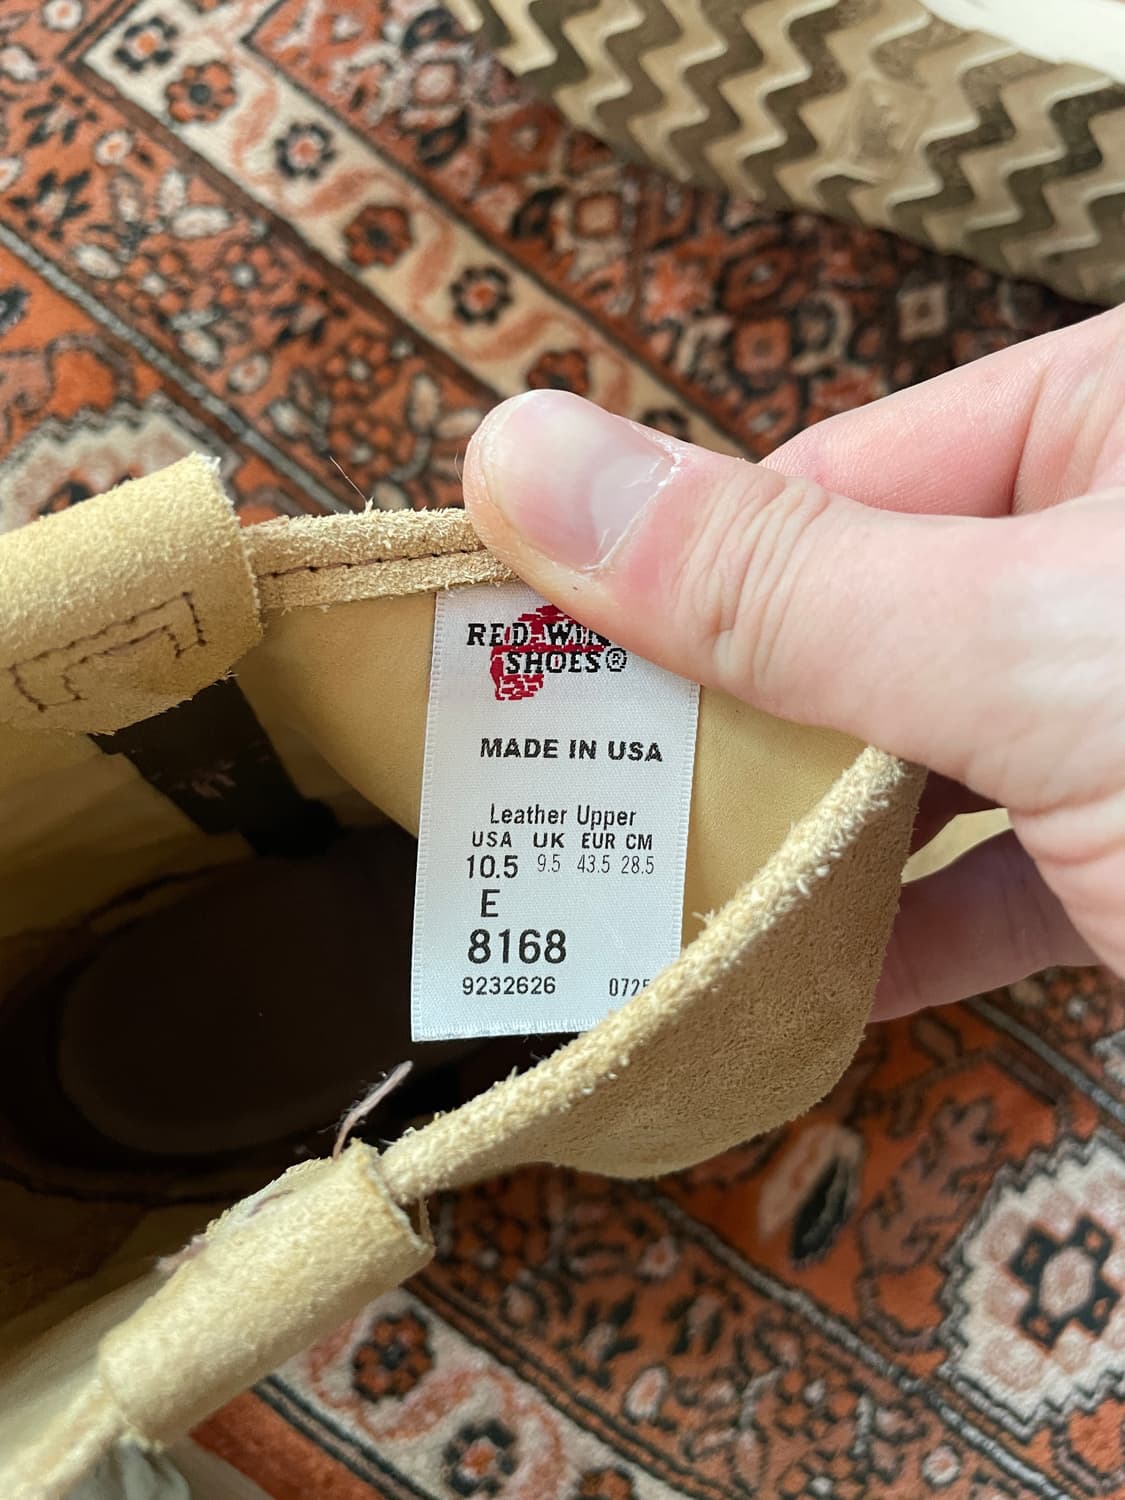 RED WIN
SHOES®
MADE IN USA
Leather Upper
USA UK EUR CM
10.5 9.5 43.5 28.5
E
8168
9232626 0725